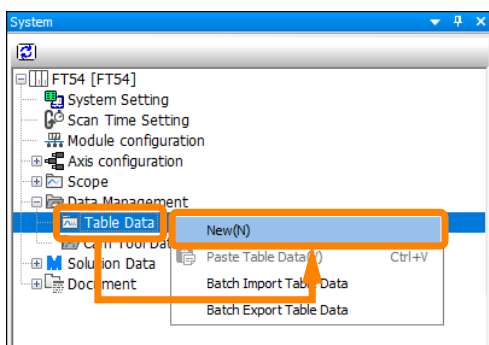 System
FT54 [FT54]
System Setting
Scan Time Setting
Module configuration
Axis configuration
Scope
Data Management
Table Data
New(N)
Paste Table Data Ctrl+V
Batch Import Table Data
Solution Data
Document
Batch Export Table Data